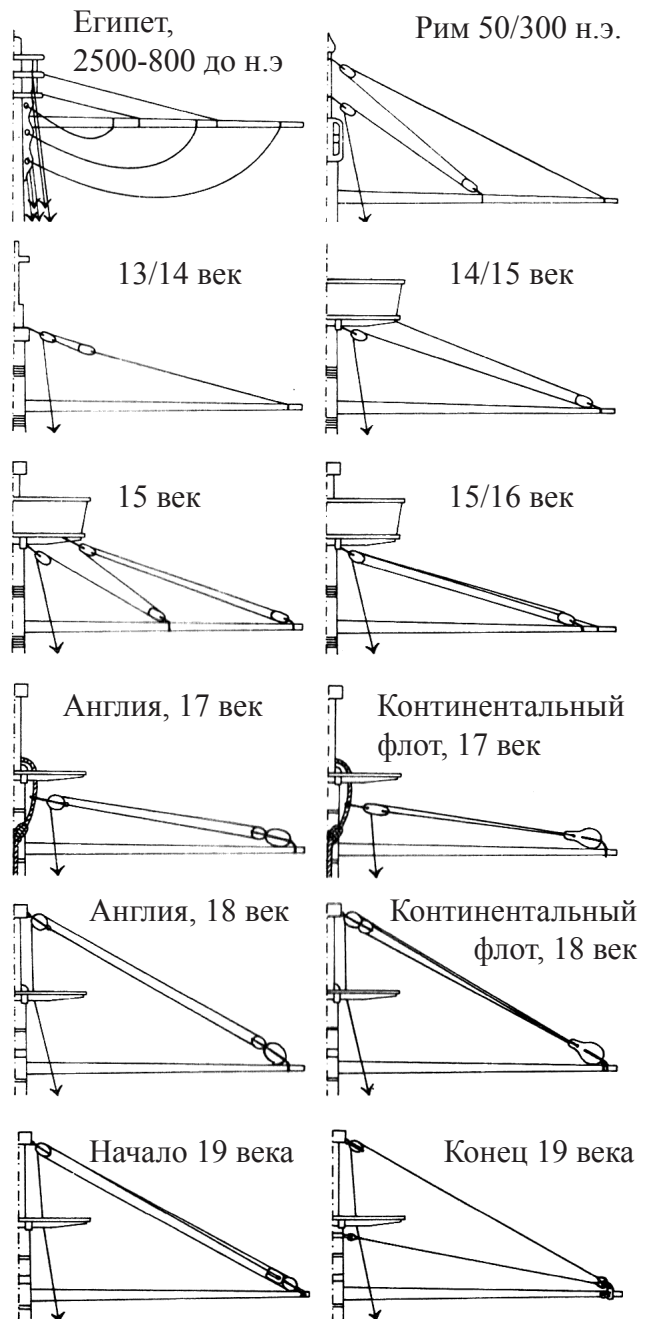 Египет,
2500-800 до н.э
Рим 50/300 н.э.
13/14 век
14/15 век
15 век
15/16 век
Англия, 17 век
Континентальный
флот, 17 век
Англия, 18 век
Континентальный
флот, 18 век
Начало 19 века
Конец 19 века